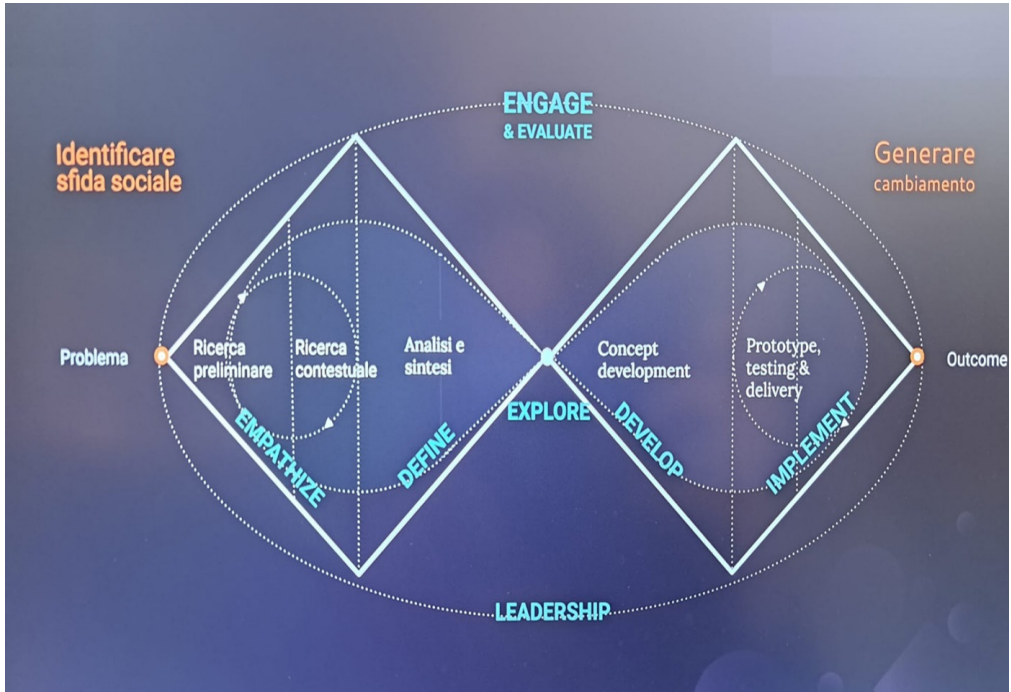 ENGAGE
& EVALUATE
Identificare
sfida sociale
Generare
cambiamento
Problema
Ricerca
preliminare
Ricerca
contestuale
Analisi e
sintesi
Concept
development
Prototype,
testing &
delivery
Outcome
EMPATHIZE
DEFINE
EXPLORE
DEVELOP
IMPLEMENT
LEADERSHIP